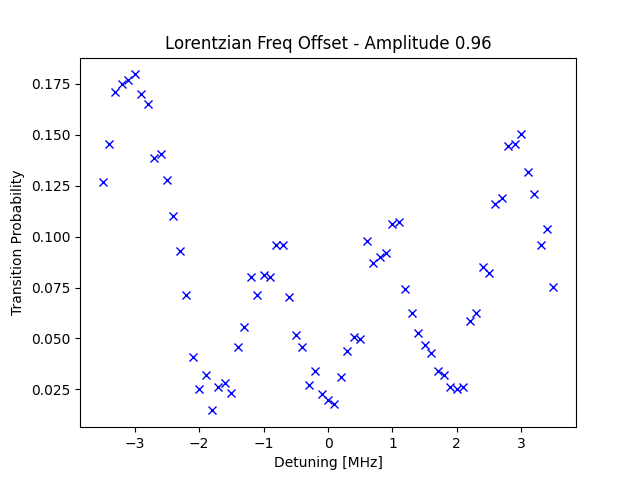 Lorentzian Freq Offset - Amplitude 0.96
Transition Probability
0.175
0.150
0.125
0.100
0.075
0.050
0.025
−3 −2 −1 0 1 2 3
Detuning [MHz]